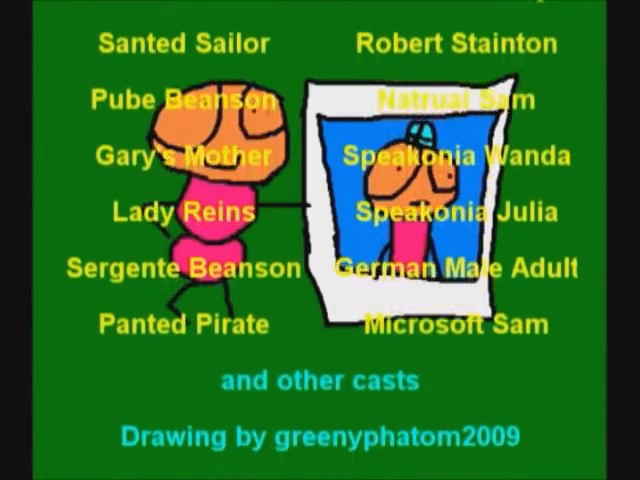 Santed Sailor Robert Stainton
Pube Beanson Natrual Sam
Gary's Mother Speakonia Wanda
Lady Reins Speakonia Julia
Sergente Beanson German Male Adult
Panted Pirate Microsoft Sam
and other casts
Drawing by greenyphatom2009